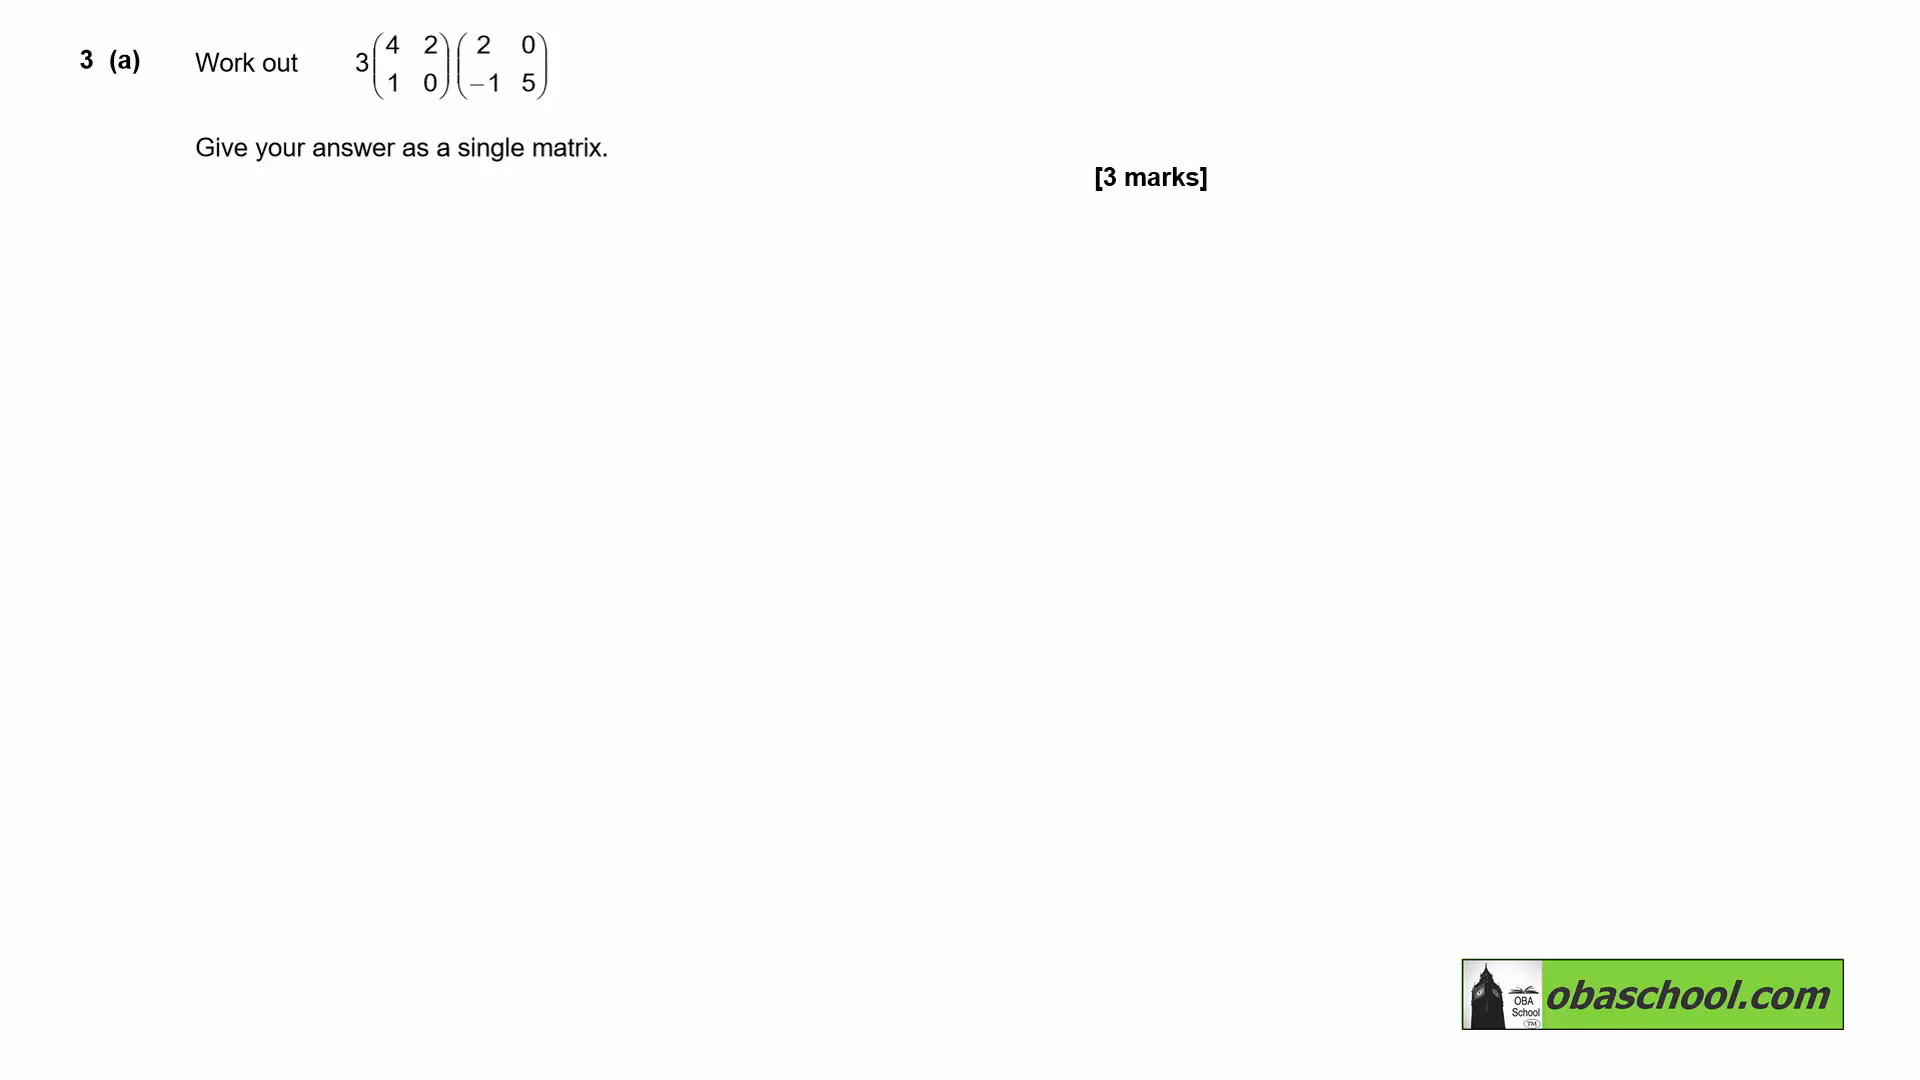 3 (a) Work out 3(4 2
1 0)(2 0
−1 5)
Give your answer as a single matrix.
[3 marks]
OBA
School
TM
obaschool.com